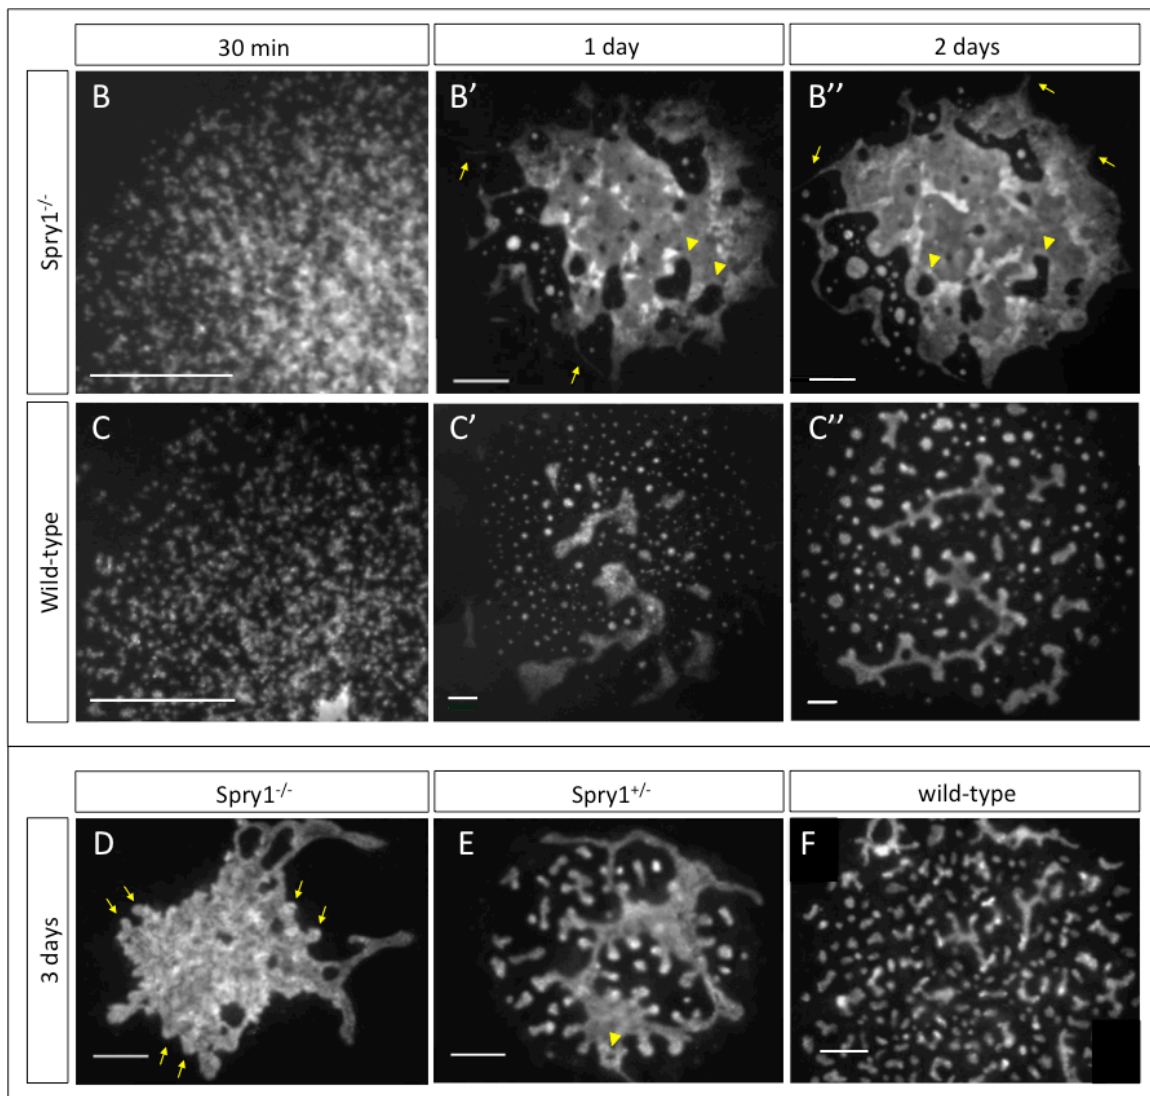 30 min
1 day
2 days
Spry1-/-
B
B’
B’’
Wild-type
C
C’
C’’
Spry1-/-
Spry1+/-
wild-type
3 days
D
E
F